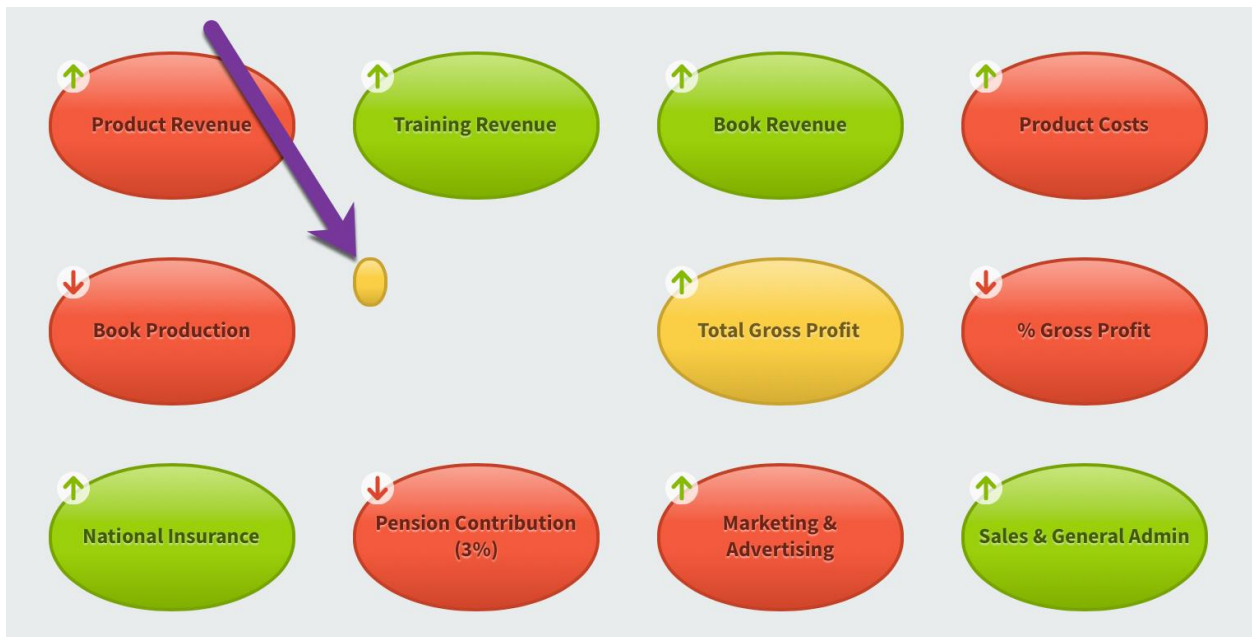 Product Revenue
Training Revenue
Book Revenue
Product Costs
Book Production
Total Gross Profit
% Gross Profit
National Insurance
Pension Contribution
(3%)
Marketing &
Advertising
Sales & General Admin